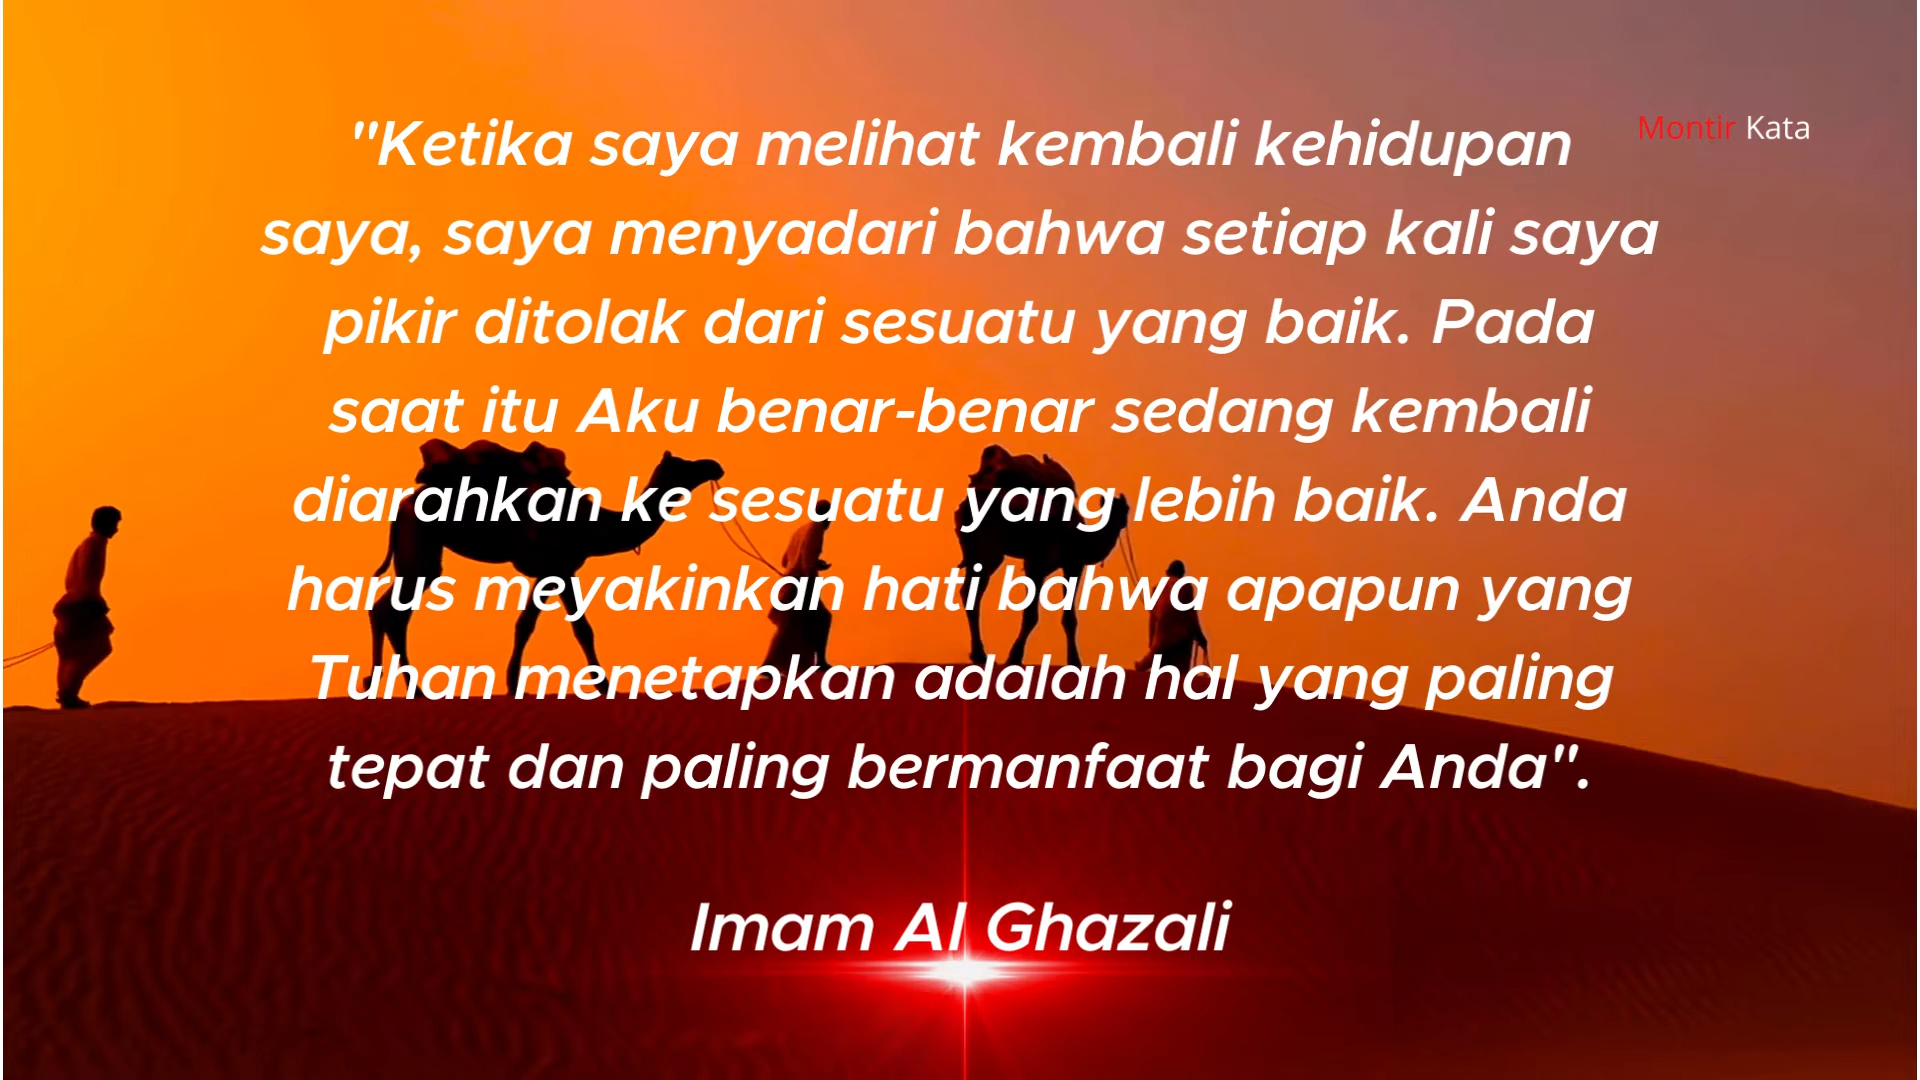 "Ketika saya melihat kembali kehidupan
Montir Kata
saya, saya menyadari bahwa setiap kali saya
pikir ditolak dari sesuatu yang baik. Pada
saat itu Aku benar-benar sedang kembali
diarahkan ke sesuatu yang lebih baik. Anda
harus meyakinkan hati bahwa apapun yang
Tuhan menetapkan adalah hal yang paling
tepat dan paling bermanfaat bagi Anda".
Imam Al Ghazali